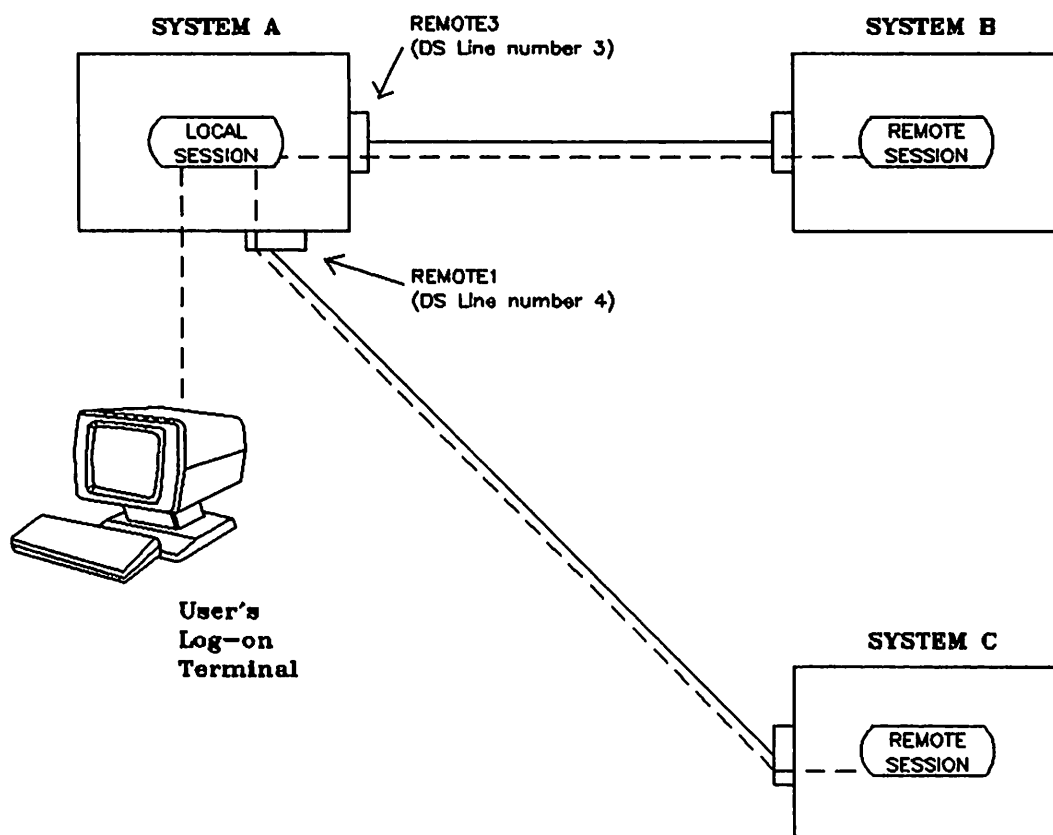 SYSTEM A
REMOTE3
(DS Line number 3)
SYSTEM B
LOCAL
SESSION
REMOTE
SESSION
REMOTE1
(DS Line number 4)
User's
Log-on
Terminal
SYSTEM C
REMOTE
SESSION